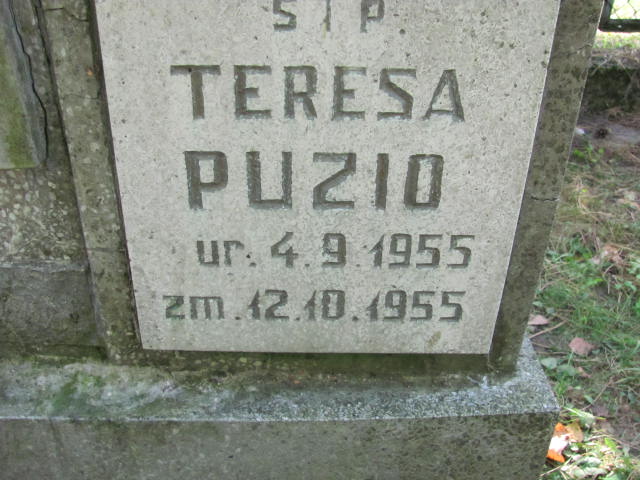 S I P
TERESA
PUZIO
ur. 4.9.1955
zm.12.10.1955